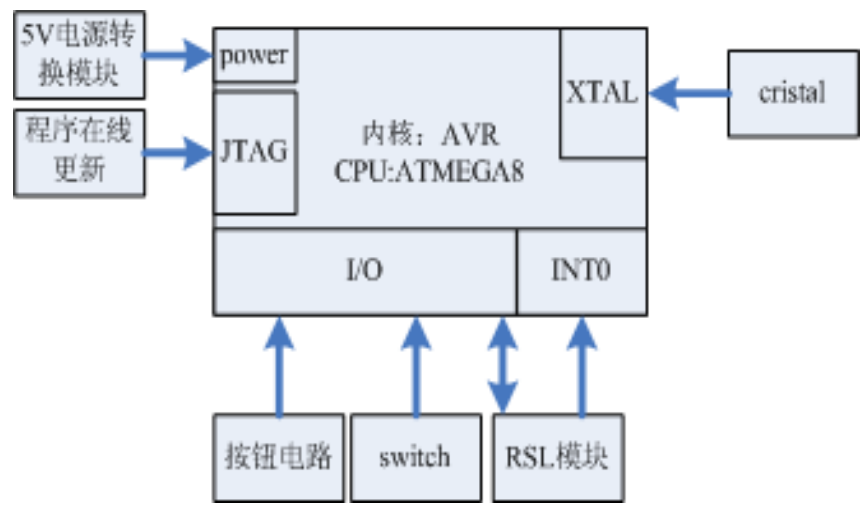 5V电源转
换模块
power
XTAL
cristal
程序在线
更新
JTAG
内核：AVR
CPU:ATMEGA8
I/O
INT0
按钮电路
switch
RSL模块